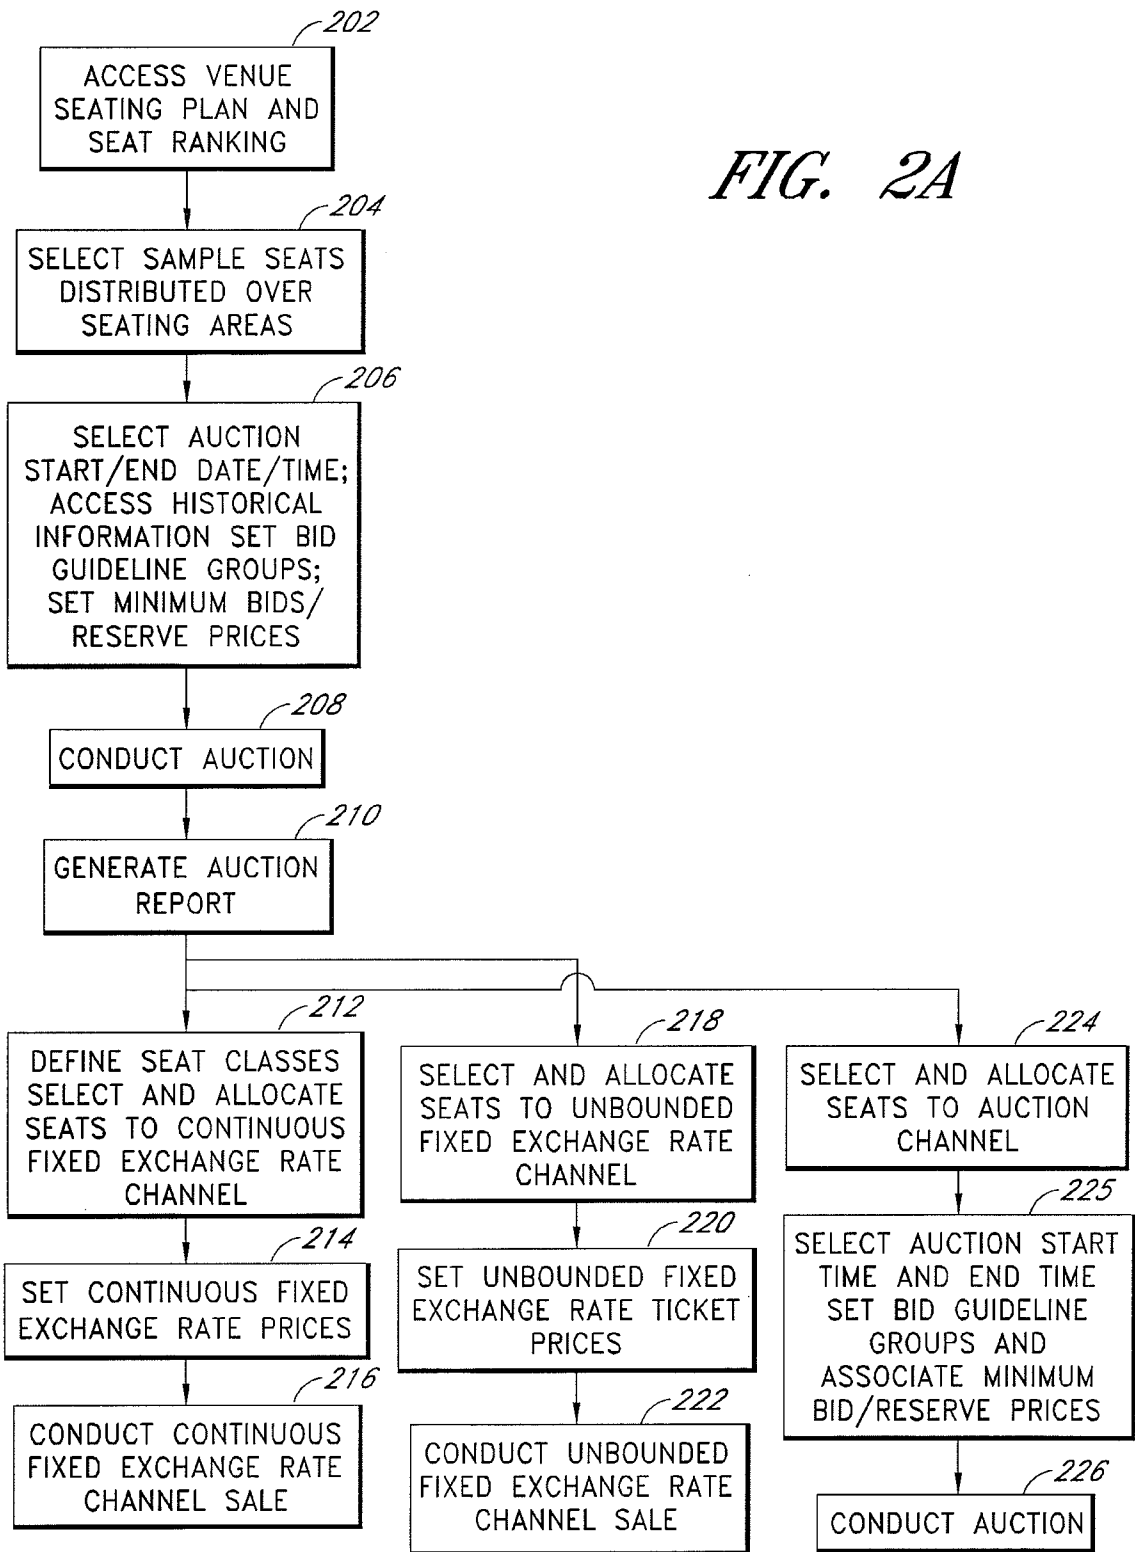 202
ACCESS VENUE
SEATING PLAN AND
SEAT RANKING
FIG. 2A
204
SELECT SAMPLE SEATS
DISTRIBUTED OVER
SEATING AREAS
206
SELECT AUCTION
START/END DATE/TIME;
ACCESS HISTORICAL
INFORMATION SET BID
GUIDELINE GROUPS;
SET MINIMUM BIDS/
RESERVE PRICES
208
CONDUCT AUCTION
210
GENERATE AUCTION
REPORT
212
DEFINE SEAT CLASSES
SELECT AND ALLOCATE
SEATS TO CONTINUOUS
FIXED EXCHANGE RATE
CHANNEL
214
SET CONTINUOUS FIXED
EXCHANGE RATE PRICES
216
CONDUCT CONTINUOUS
FIXED EXCHANGE RATE
CHANNEL SALE
218
SELECT AND ALLOCATE
SEATS TO UNBOUNDED
FIXED EXCHANGE RATE
CHANNEL
220
SET UNBOUNDED FIXED
EXCHANGE RATE TICKET
PRICES
222
CONDUCT UNBOUNDED
FIXED EXCHANGE RATE
CHANNEL SALE
224
SELECT AND ALLOCATE
SEATS TO AUCTION
CHANNEL
225
SELECT AUCTION START
TIME AND END TIME
SET BID GUIDELINE
GROUPS AND
ASSOCIATE MINIMUM
BID/RESERVE PRICES
226
CONDUCT AUCTION